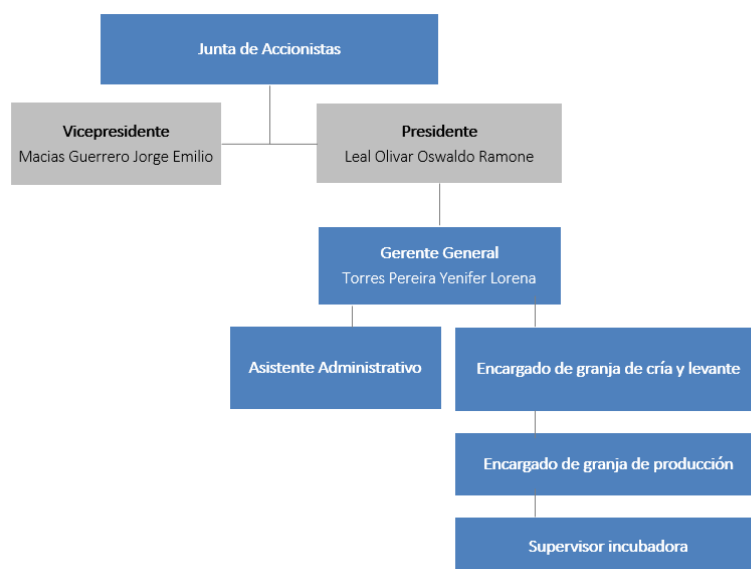 Junta de Accionistas
Vicepresidente
Macias Guerrero Jorge Emilio
Presidente
Leal Olivar Oswaldo Ramone
Gerente General
Torres Pereira Yenifer Lorena
Asistente Administrativo
Encargado de granja de cría y levante
Encargado de granja de producción
Supervisor incubadora